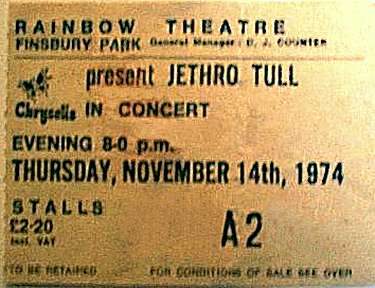 RAINBOW THEATRE
FINSBURY PARK General Manager: D. J. COUNTER
present JETHRO TULL
Chrysalis IN CONCERT
EVENING 8-0 p.m.
THURSDAY, NOVEMBER 14th, 1974
STALLS
£2-20
incl. VAT
A2
TO BE RETAINED FOR CONDITIONS OF SALE SEE OVER